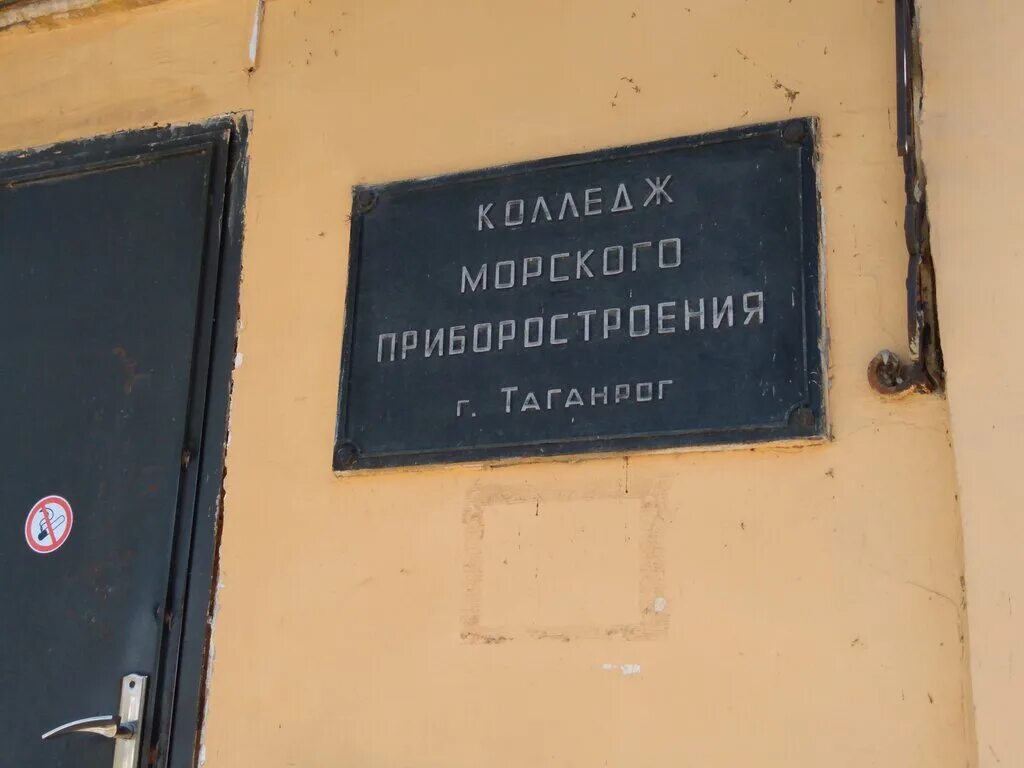 Колледж
морского
приборостроения
г. Таганрог